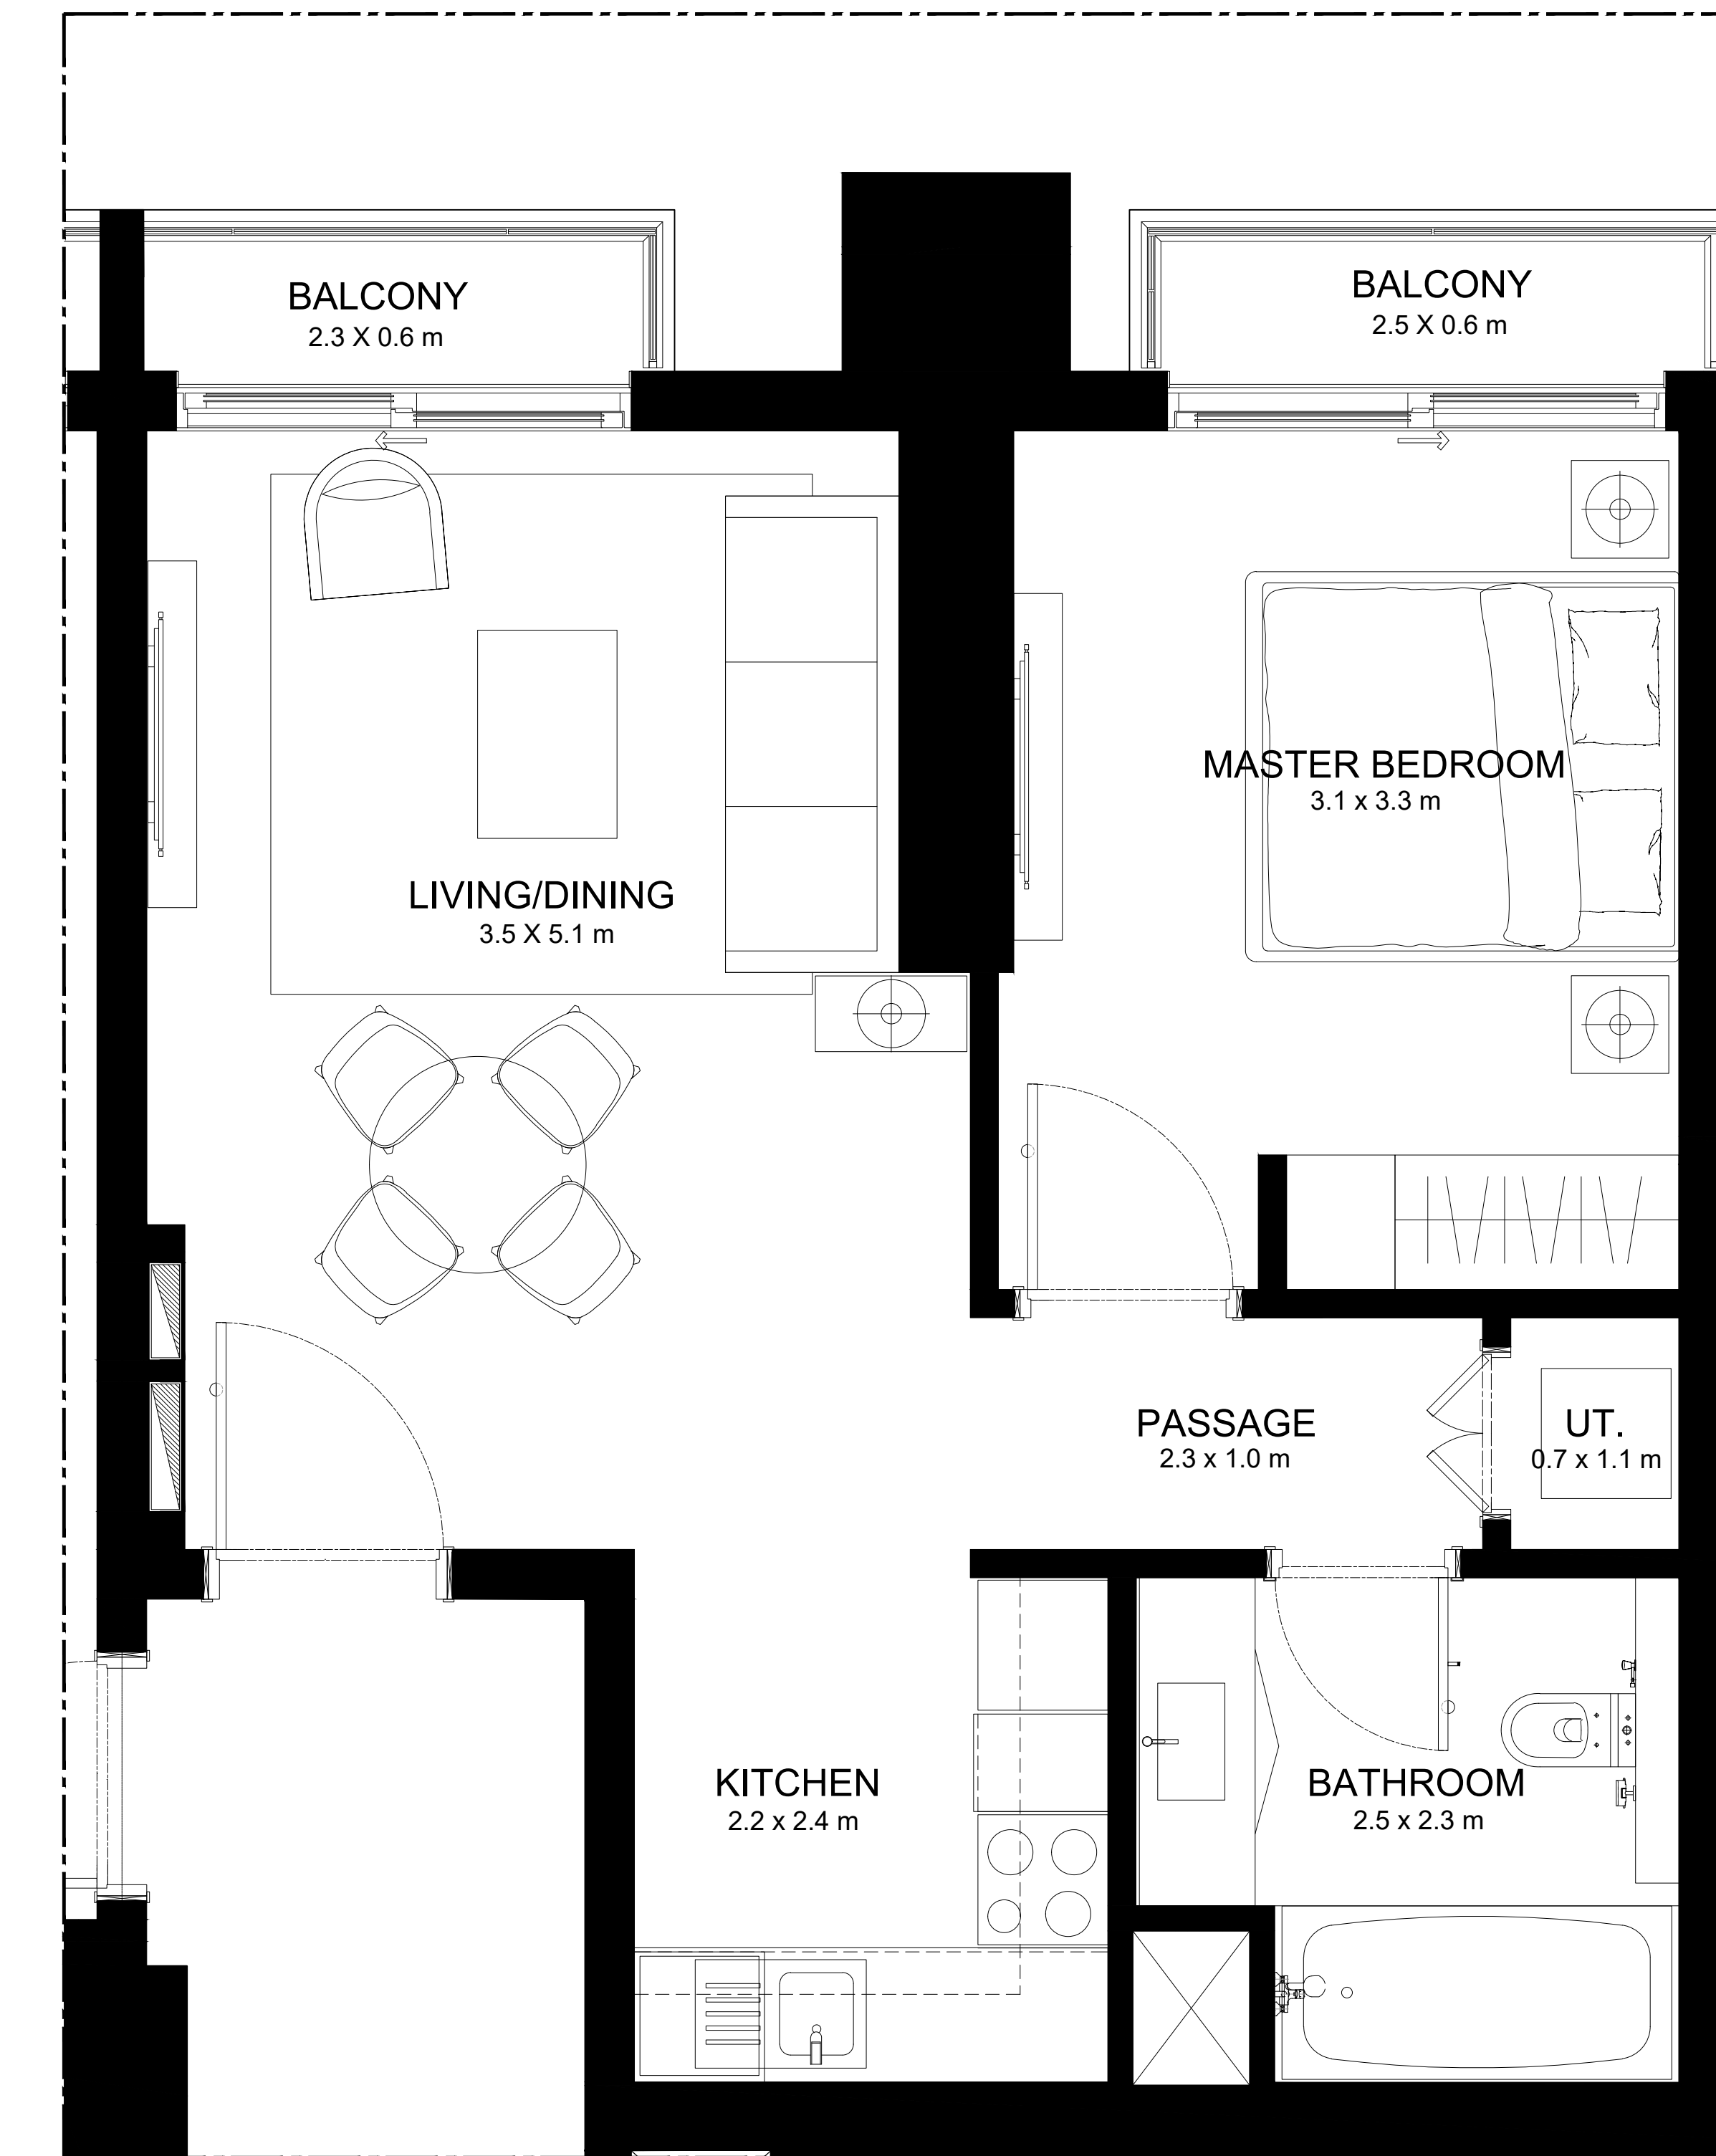 BALCONY
2.3 X 0.6 m
BALCONY
2.5 X 0.6 m
MASTER BEDROOM
3.1 x 3.3 m
LIVING/DINING
3.5 X 5.1 m
PASSAGE
2.3 x 1.0 m
UT.
0.7 x 1.1 m
KITCHEN
2.2 x 2.4 m
BATHROOM
2.5 x 2.3 m